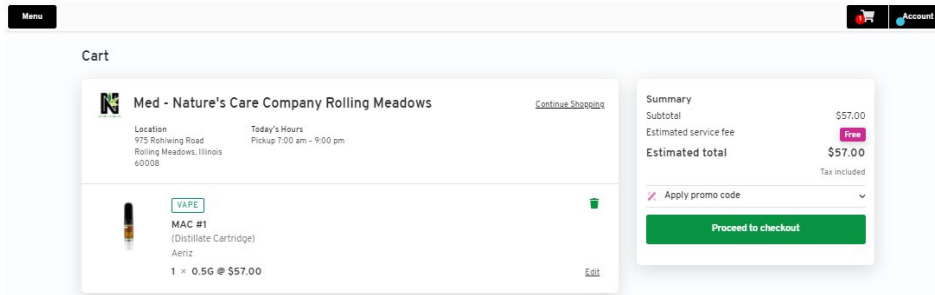 Menu
1
Account
Cart
Med - Nature's Care Company Rolling Meadows
Continue Shopping
Location
975 Rohlwing Road
Rolling Meadows, Illinois
60008
Today's Hours
Pickup 7:00 am - 9:00 pm
VAPE
MAC #1
(Distillate Cartridge)
Aeriz
1 × 0.5G @ $57.00
Edit
Summary
Subtotal $57.00
Estimated service fee Free
Estimated total $57.00
Tax included
Apply promo code
Proceed to checkout